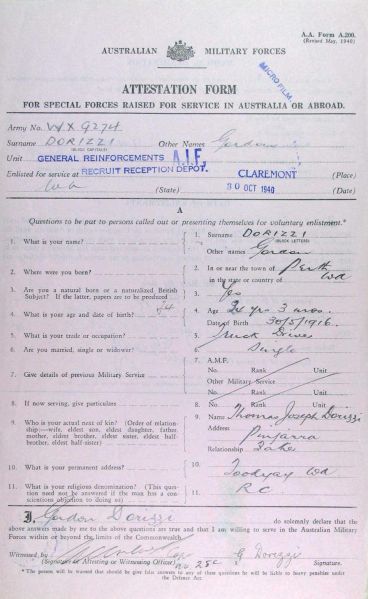 A.A. Form A.200.
(Revised May, 1940)
AUSTRALIAN MILITARY FORCES
MICROFILM.
ATTESTATION FORM
FOR SPECIAL FORCES RAISED FOR SERVICE IN AUSTRALIA OR ABROAD.
Army No. WX 9274
Surname DORIZZI Other Names Gordon
(BLOCK CAPITALS)
Unit GENERAL REINFORCEMENTS A.I.F.
Enlisted for service at RECRUIT RECEPTION DEPOT. CLAREMONT (Place)
WA (State) 30 OCT 1940 (Date)
A
Questions to be put to persons called out or presenting themselves for voluntary enlistment.*
1. What is your name? 1. Surname DORIZZI
(BLOCK LETTERS)
Other names Gordon
2. Where were you born? 2. In or near the town of Perth
in the state or country of WA
3. Are you a natural born or a naturalized British Subject? If the latter, papers are to be produced 3. Yes
4. What is your age and date of birth? 4. Age 24 yrs 3 mos.
Date of Birth 30/5/1916.
5. What is your trade or occupation? 5. Truck Driver
6. Are you married, single or widower? 6. Single
7. Give details of previous Military Service 7. A.M.F.
No. Rank Unit
Other Military Service
No. Rank Unit
8. If now serving, give particulars 8. No. Rank Unit
9. Who is your actual next of kin? (Order of relationship—wife, eldest son, eldest daughter, father, mother, eldest brother, eldest sister, eldest half-brother, eldest half-sister) 9. Name Thomas Joseph Dorizzi
Address Pinjarra
Relationship Father
10. What is your permanent address? 10. Toodyay WA
11. What is your religious denomination? (This question need not be answered if the man has a conscientious objection to doing so) 11. R C
I, Gordon Dorizzi do solemnly declare that the
above answers made by me to the above questions are true and that I am willing to serve in the Australian Military
Forces within or beyond the limits of the Commonwealth.
Witnessed by G Dorizzi
(Signature of Attesting or Witnessing Officer) Signature.
* The person will be warned that should he give false answers to any of these questions he will be liable to heavy penalties under
the Defence Act.